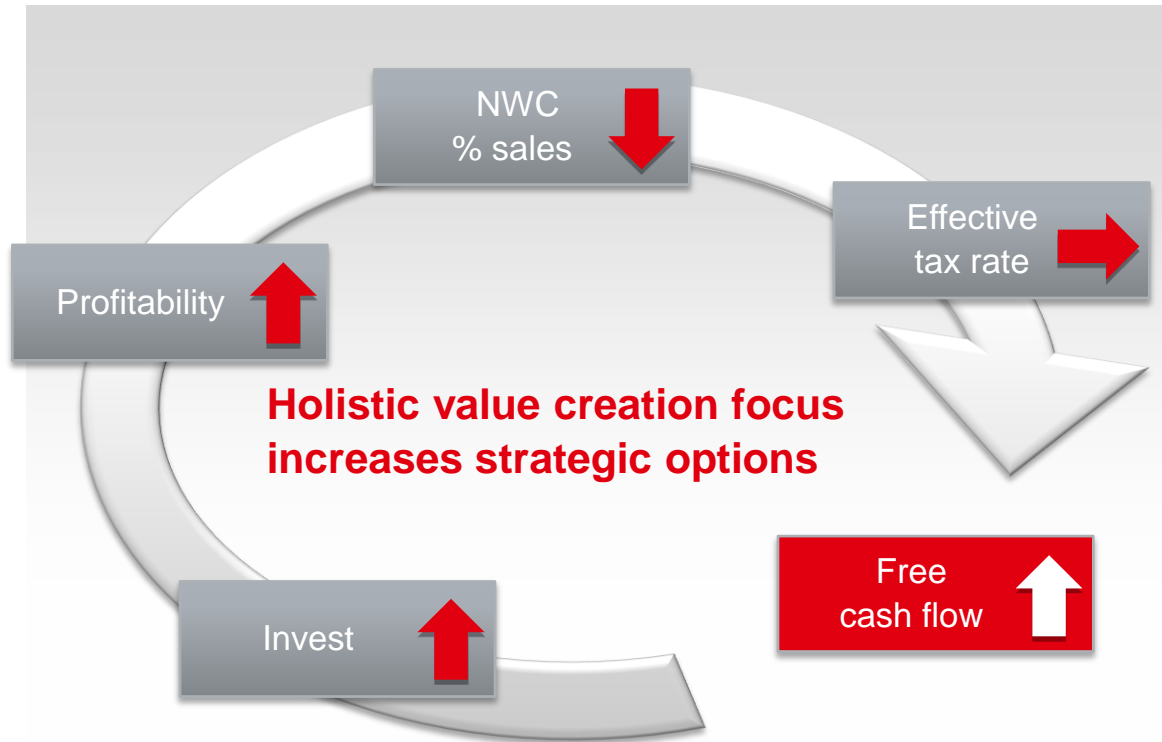 NWC
% sales
Effective
tax rate
Profitability
Holistic value creation focus
increases strategic options
Free
cash flow
Invest